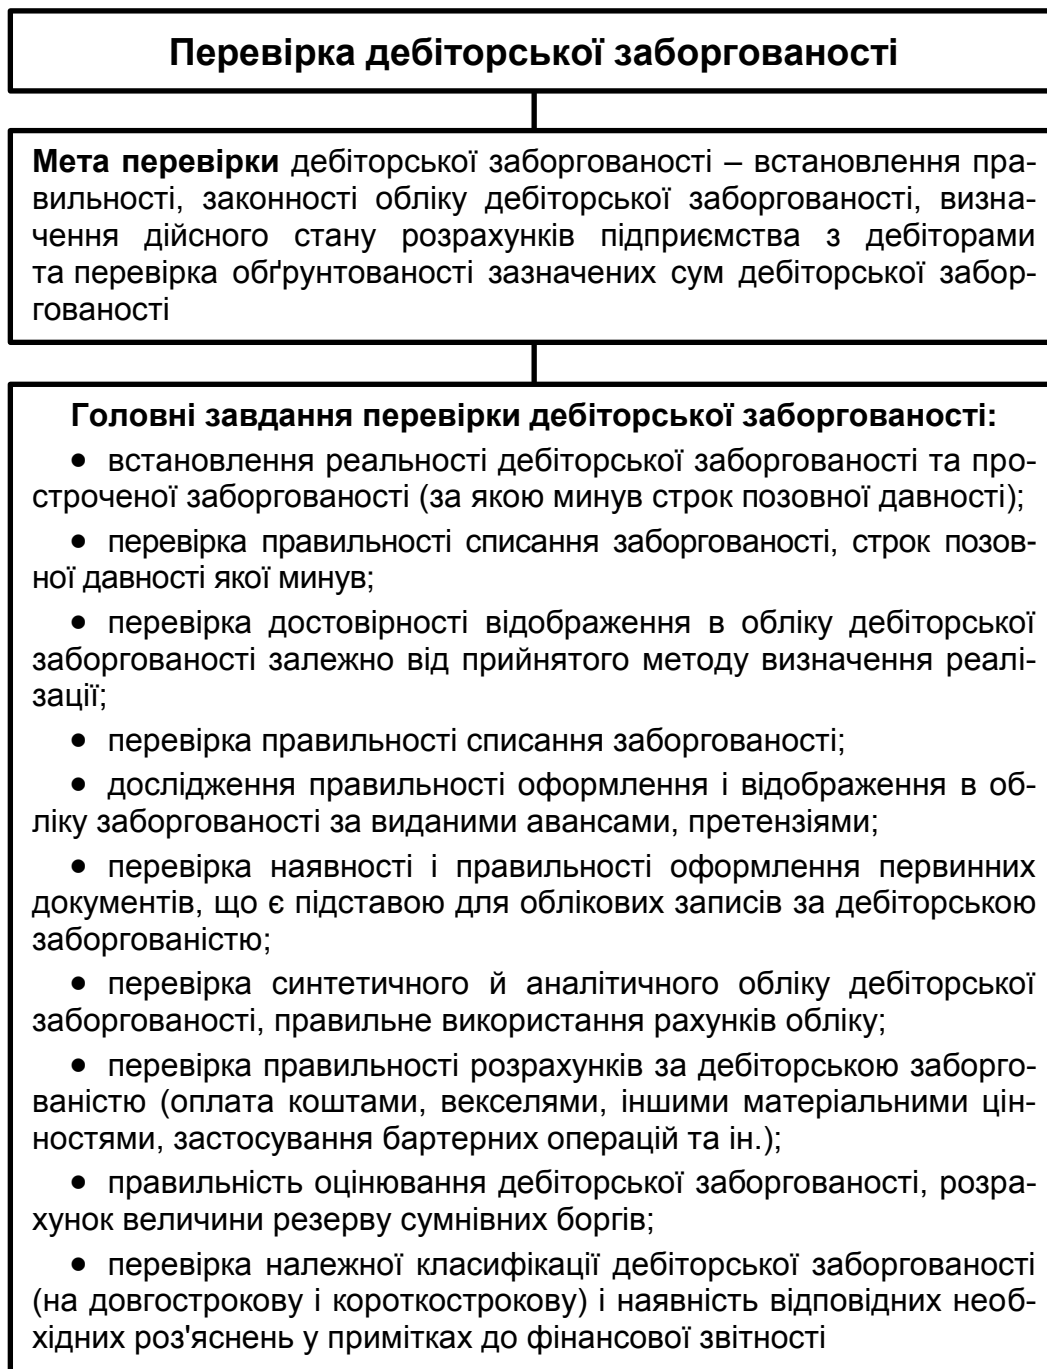 Перевірка дебіторської заборгованості
Мета перевірки дебіторської заборгованості – встановлення пра-
вильності, законності обліку дебіторської заборгованості, визна-
чення дійсного стану розрахунків підприємства з дебіторами
та перевірка обґрунтованості зазначених сум дебіторської забор-
гованості
Головні завдання перевірки дебіторської заборгованості:
• встановлення реальності дебіторської заборгованості та про-
строченої заборгованості (за якою минув строк позовної давності);
• перевірка правильності списання заборгованості, строк позов-
ної давності якої минув;
• перевірка достовірності відображення в обліку дебіторської
заборгованості залежно від прийнятого методу визначення реалі-
зації;
• перевірка правильності списання заборгованості;
• дослідження правильності оформлення і відображення в об-
ліку заборгованості за виданими авансами, претензіями;
• перевірка наявності і правильності оформлення первинних
документів, що є підставою для облікових записів за дебіторською
заборгованістю;
• перевірка синтетичного й аналітичного обліку дебіторської
заборгованості, правильне використання рахунків обліку;
• перевірка правильності розрахунків за дебіторською заборго-
ваністю (оплата коштами, векселями, іншими матеріальними цін-
ностями, застосування бартерних операцій та ін.);
• правильність оцінювання дебіторської заборгованості, розра-
хунок величини резерву сумнівних боргів;
• перевірка належної класифікації дебіторської заборгованості
(на довгострокову і короткострокову) і наявність відповідних необ-
хідних роз'яснень у примітках до фінансової звітності